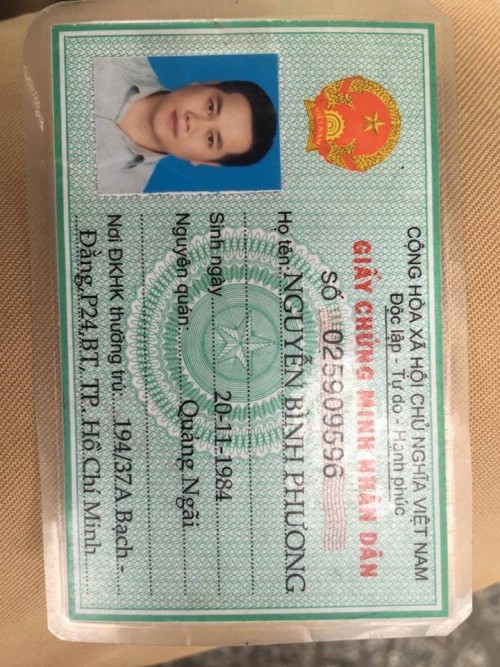 CỘNG HÒA XÃ HỘI CHỦ NGHĨA VIỆT NAM
Độc lập - Tự do - Hạnh phúc
GIẤY CHỨNG MINH NHÂN DÂN
SỐ 025909596
Họ tên: NGUYỄN BÌNH PHƯƠNG
Sinh ngày 20-11-1984
Nguyên quán: Quảng Ngãi
Nơi ĐKHK thường trú: 194/37A Bạch -
Đằng,P24,BT, TP. Hồ Chí Minh
VIỆT NAM